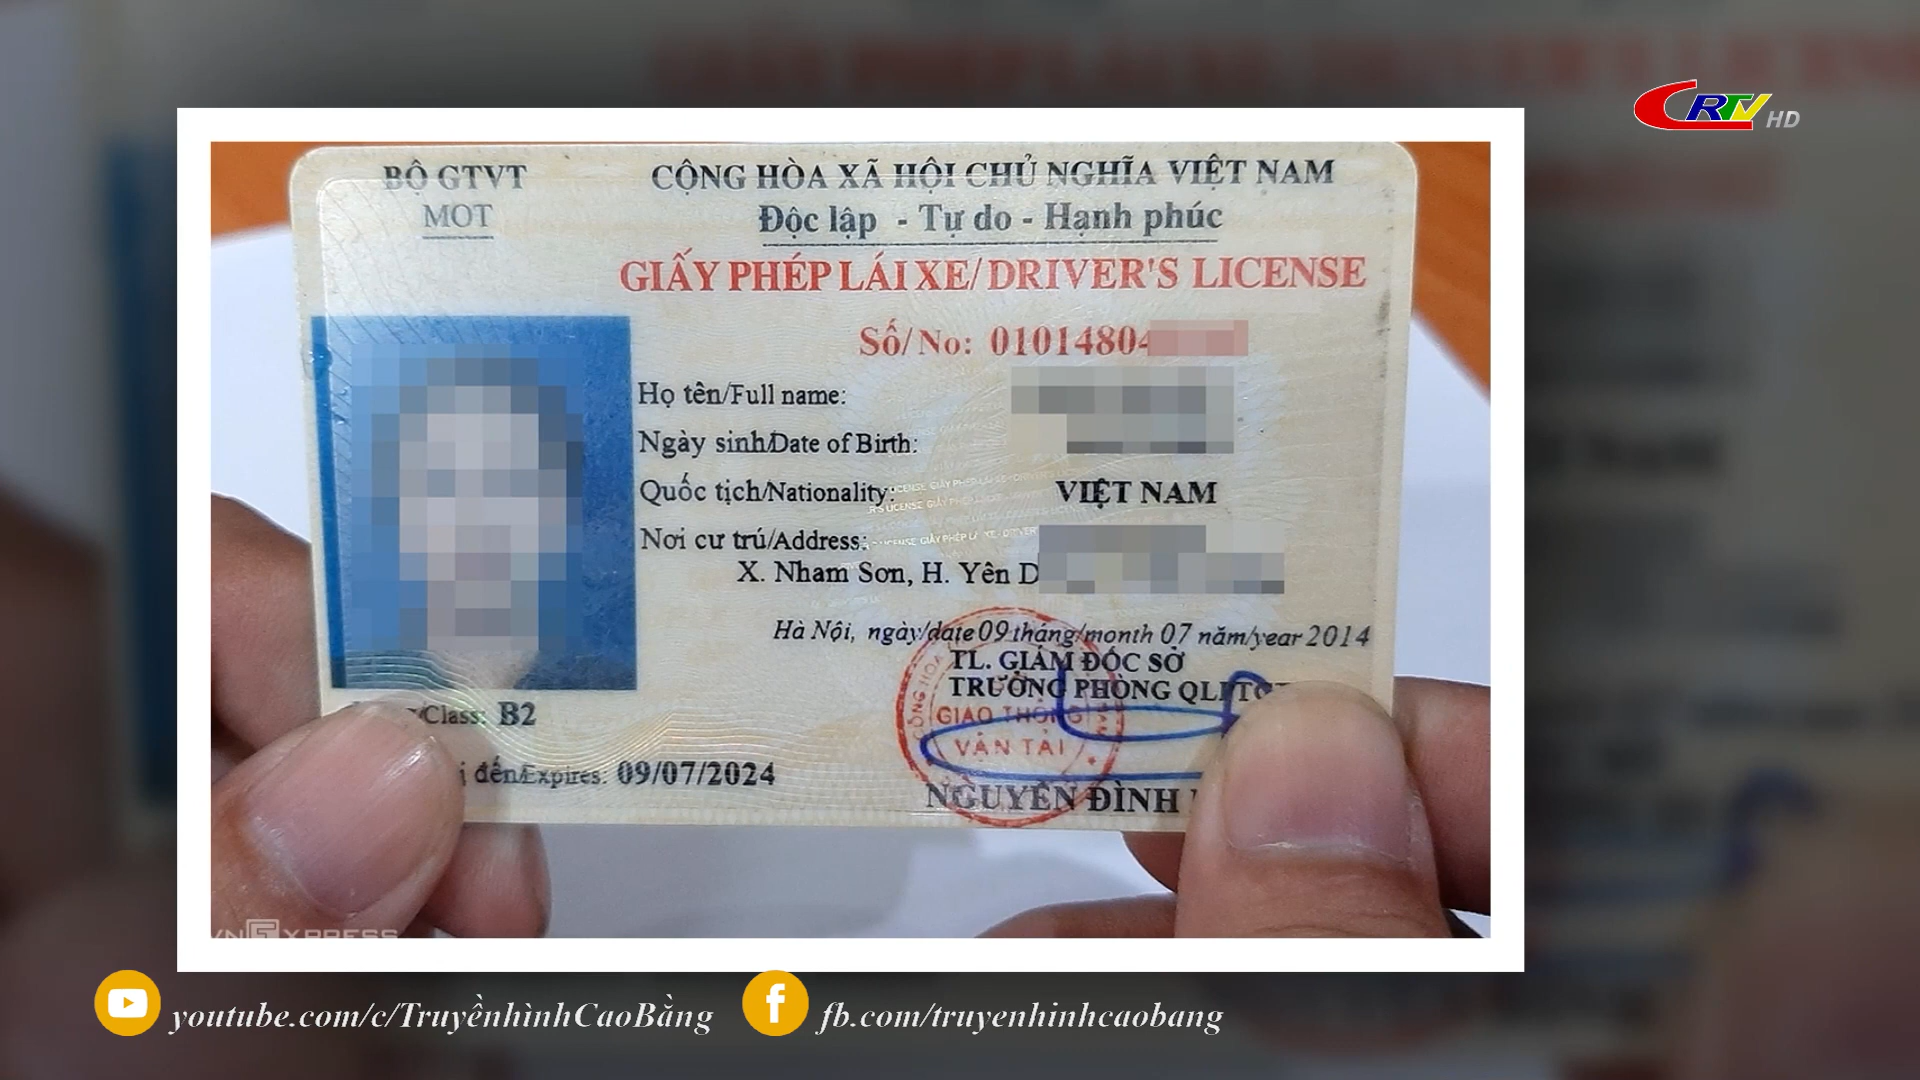 CRTV HD
BỘ GTVT
MOT
CỘNG HÒA XÃ HỘI CHỦ NGHĨA VIỆT NAM
Độc lập - Tự do - Hạnh phúc
GIẤY PHÉP LÁI XE/DRIVER'S LICENSE
Số/No: 01014804
Họ tên/Full name:
Ngày sinh/Date of Birth:
Quốc tịch/Nationality: VIỆT NAM
Nơi cư trú/Address:
X. Nham Sơn, H. Yên D
Hà Nội, ngày/date 09 tháng/month 07 năm/year 2014
TL. GIÁM ĐỐC SỞ
TRƯỞNG PHÒNG
GIAO THÔNG
VẬN TẢI
/Class: B2
đến/Expires: 09/07/2024
NGUYỄN ĐÌNH
VNEXPRESS
youtube.com/c/TruyềnhìnhCaoBằng
fb.com/truyenhinhcaobang